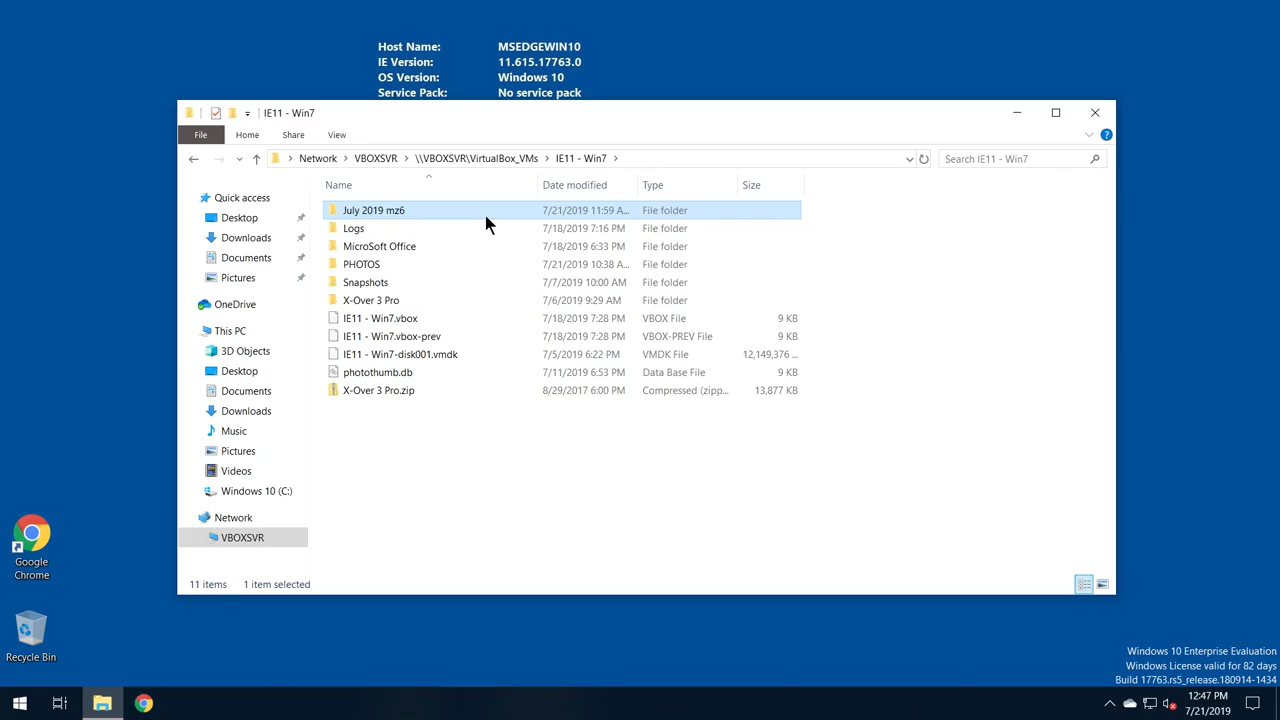 Host Name: MSEDGEWIN10
IE Version: 11.615.17763.0
OS Version: Windows 10
Service Pack: No service pack
IE11 - Win7
File Home Share View
Network VBOXSVR \\VBOXSVR\VirtualBox_VMs IE11 - Win7
Search IE11 - Win7
Quick access
Desktop
Downloads
Documents
Pictures
OneDrive
This PC
3D Objects
Desktop
Documents
Downloads
Music
Pictures
Videos
Windows 10 (C:)
Network
VBOXSVR
Name Date modified Type Size
July 2019 mz6 7/21/2019 11:59 A... File folder
Logs 7/18/2019 7:16 PM File folder
MicroSoft Office 7/18/2019 6:33 PM File folder
PHOTOS 7/21/2019 10:38 A... File folder
Snapshots 7/7/2019 10:00 AM File folder
X-Over 3 Pro 7/6/2019 9:29 AM File folder
IE11 - Win7.vbox 7/18/2019 7:28 PM VBOX File 9 KB
IE11 - Win7.vbox-prev 7/18/2019 7:28 PM VBOX-PREV File 9 KB
IE11 - Win7-disk001.vmdk 7/5/2019 6:22 PM VMDK File 12,149,376 ...
photothumb.db 7/11/2019 6:53 PM Data Base File 9 KB
X-Over 3 Pro.zip 8/29/2017 6:00 PM Compressed (zipp... 13,877 KB
11 items 1 item selected
Google
Chrome
Recycle Bin
Windows 10 Enterprise Evaluation
Windows License valid for 82 days
Build 17763.rs5_release.180914-1434
12:47 PM
7/21/2019